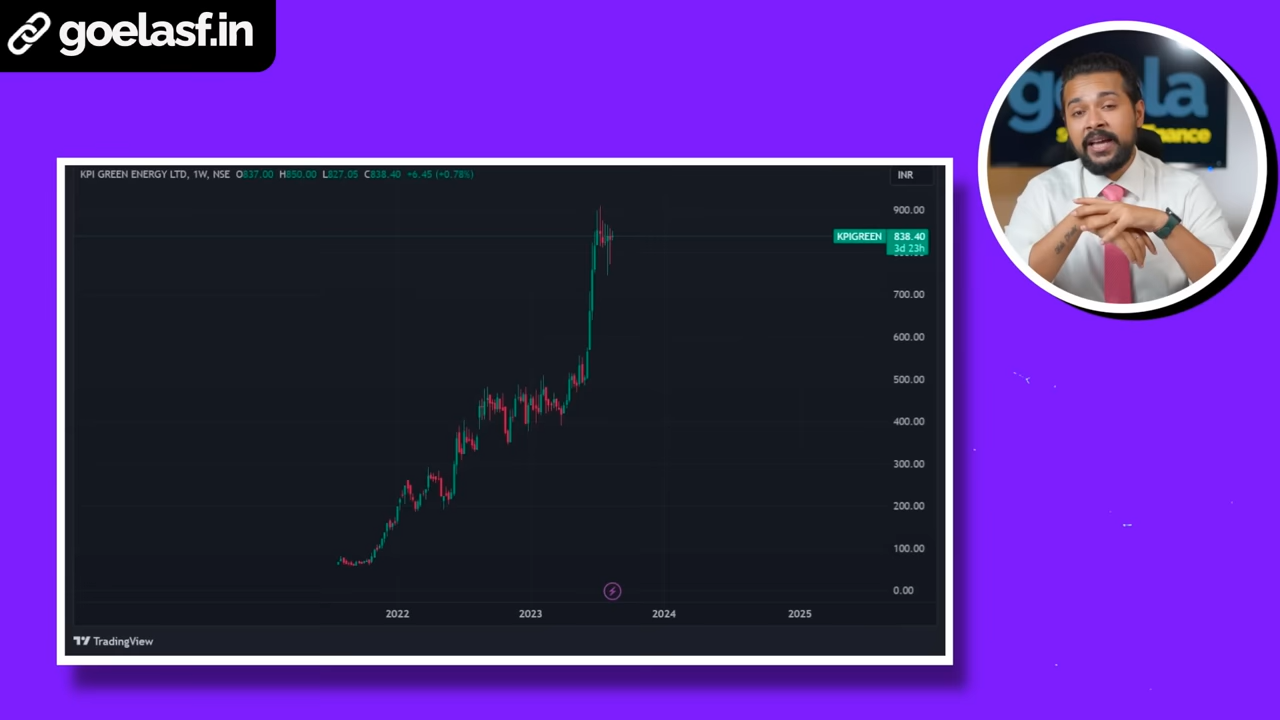 goelasf.in
goela
KPI GREEN ENERGY LTD, 1W, NSE O837.00 H850.00 L827.05 C838.40 +6.45 (+0.78%)
INR
900.00
KPIGREEN 838.40
3d 23h
700.00
600.00
500.00
400.00
300.00
200.00
100.00
0.00
2022 2023 2024 2025
TradingView